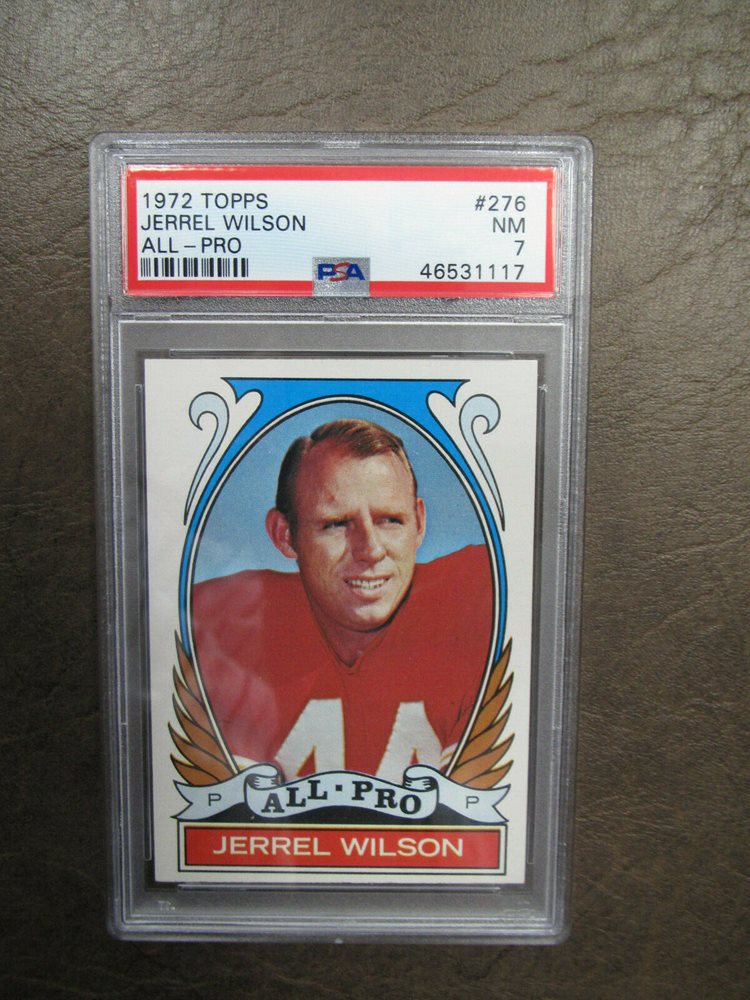 1972 TOPPS #276
JERREL WILSON NM
ALL-PRO 7
PSA 46531117
44
P ALL·PRO P
JERREL WILSON